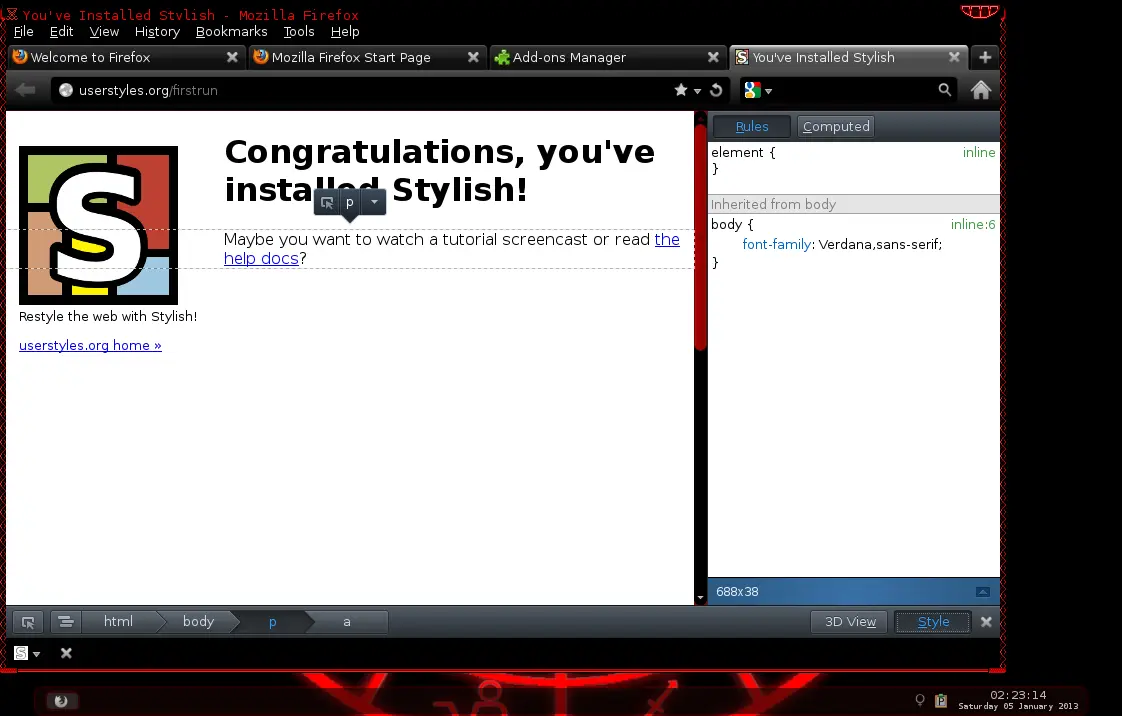 You've Installed Stylish - Mozilla Firefox
File Edit View History Bookmarks Tools Help
Welcome to Firefox
Mozilla Firefox Start Page
Add-ons Manager
S You've Installed Stylish
userstyles.org/firstrun
Rules Computed
S
Congratulations, you've
installed Stylish!
p
Maybe you want to watch a tutorial screencast or read the
help docs?
Restyle the web with Stylish!
userstyles.org home »
element { inline
}
Inherited from body
body { inline:6
font-family: Verdana,sans-serif;
}
688x38
html body p a
3D View Style
S
P
02:23:14
Saturday 05 January 2013